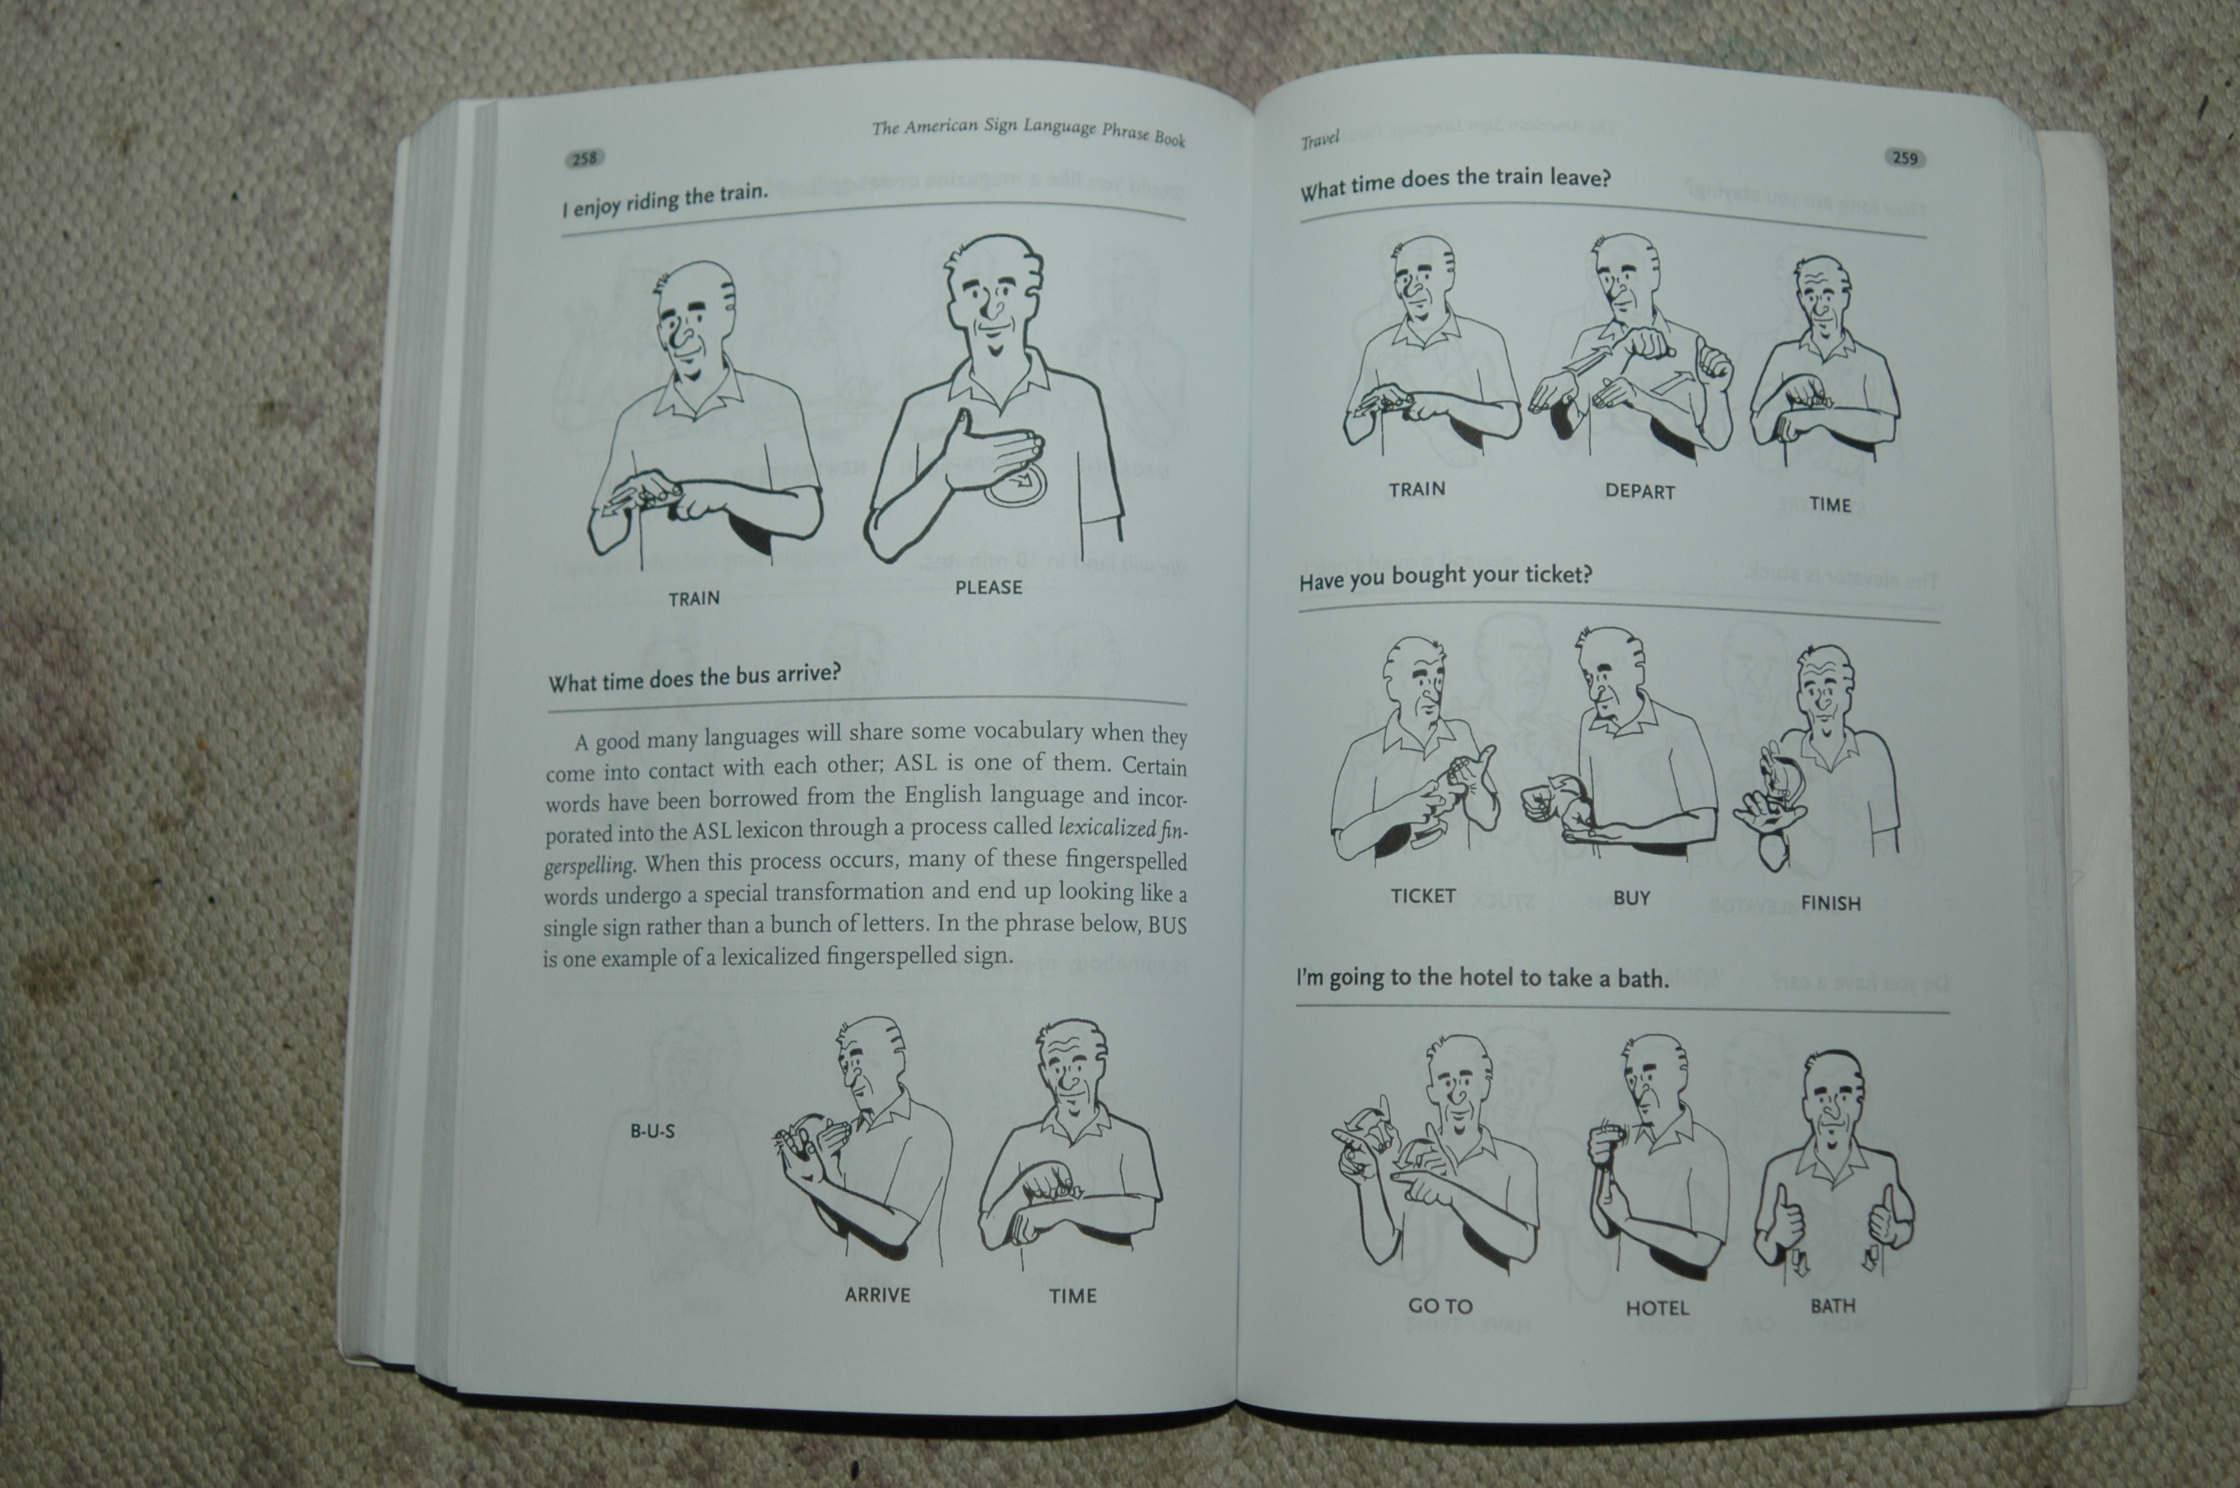 258
The American Sign Language Phrase Book
I enjoy riding the train.
TRAIN
PLEASE
What time does the bus arrive?
A good many languages will share some vocabulary when they
come into contact with each other; ASL is one of them. Certain
words have been borrowed from the English language and incor-
porated into the ASL lexicon through a process called lexicalized fin-
gerspelling. When this process occurs, many of these fingerspelled
words undergo a special transformation and end up looking like a
single sign rather than a bunch of letters. In the phrase below, BUS
is one example of a lexicalized fingerspelled sign.
B-U-S
ARRIVE
TIME
Travel
259
What time does the train leave?
TRAIN
DEPART
TIME
Have you bought your ticket?
TICKET
BUY
FINISH
I'm going to the hotel to take a bath.
GO TO
HOTEL
BATH